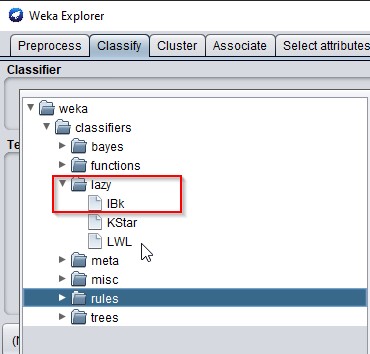 Weka Explorer
Preprocess Classify Cluster Associate Select attributes
Classifier
weka
classifiers
Te
bayes
functions
lazy
IBk
KStar
LWL
meta
misc
rules
trees